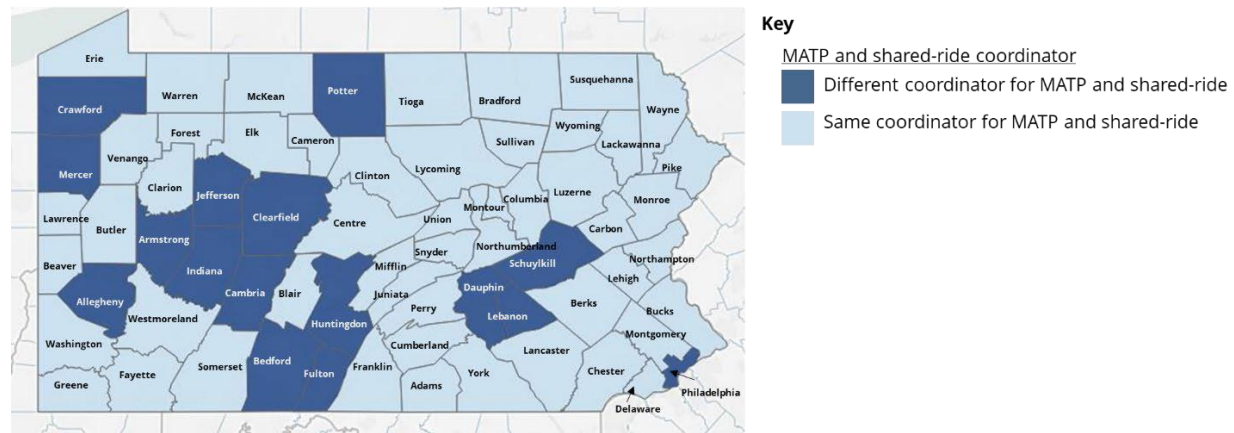 Key
MATP and shared-ride coordinator
Different coordinator for MATP and shared-ride
Same coordinator for MATP and shared-ride
Erie
Crawford
Warren
McKean
Potter
Tioga
Bradford
Susquehanna
Wayne
Forest
Elk
Cameron
Sullivan
Wyoming
Lackawanna
Mercer
Venango
Clarion
Jefferson
Clearfield
Clinton
Lycoming
Pike
Luzerne
Monroe
Columbia
Montour
Union
Centre
Lawrence
Butler
Armstrong
Indiana
Carbon
Northumberland
Snyder
Mifflin
Schuylkill
Northampton
Lehigh
Beaver
Allegheny
Cambria
Blair
Juniata
Perry
Dauphin
Lebanon
Berks
Bucks
Westmoreland
Huntingdon
Montgomery
Washington
Cumberland
Lancaster
Greene
Fayette
Somerset
Bedford
Fulton
Franklin
Adams
York
Chester
Delaware
Philadelphia